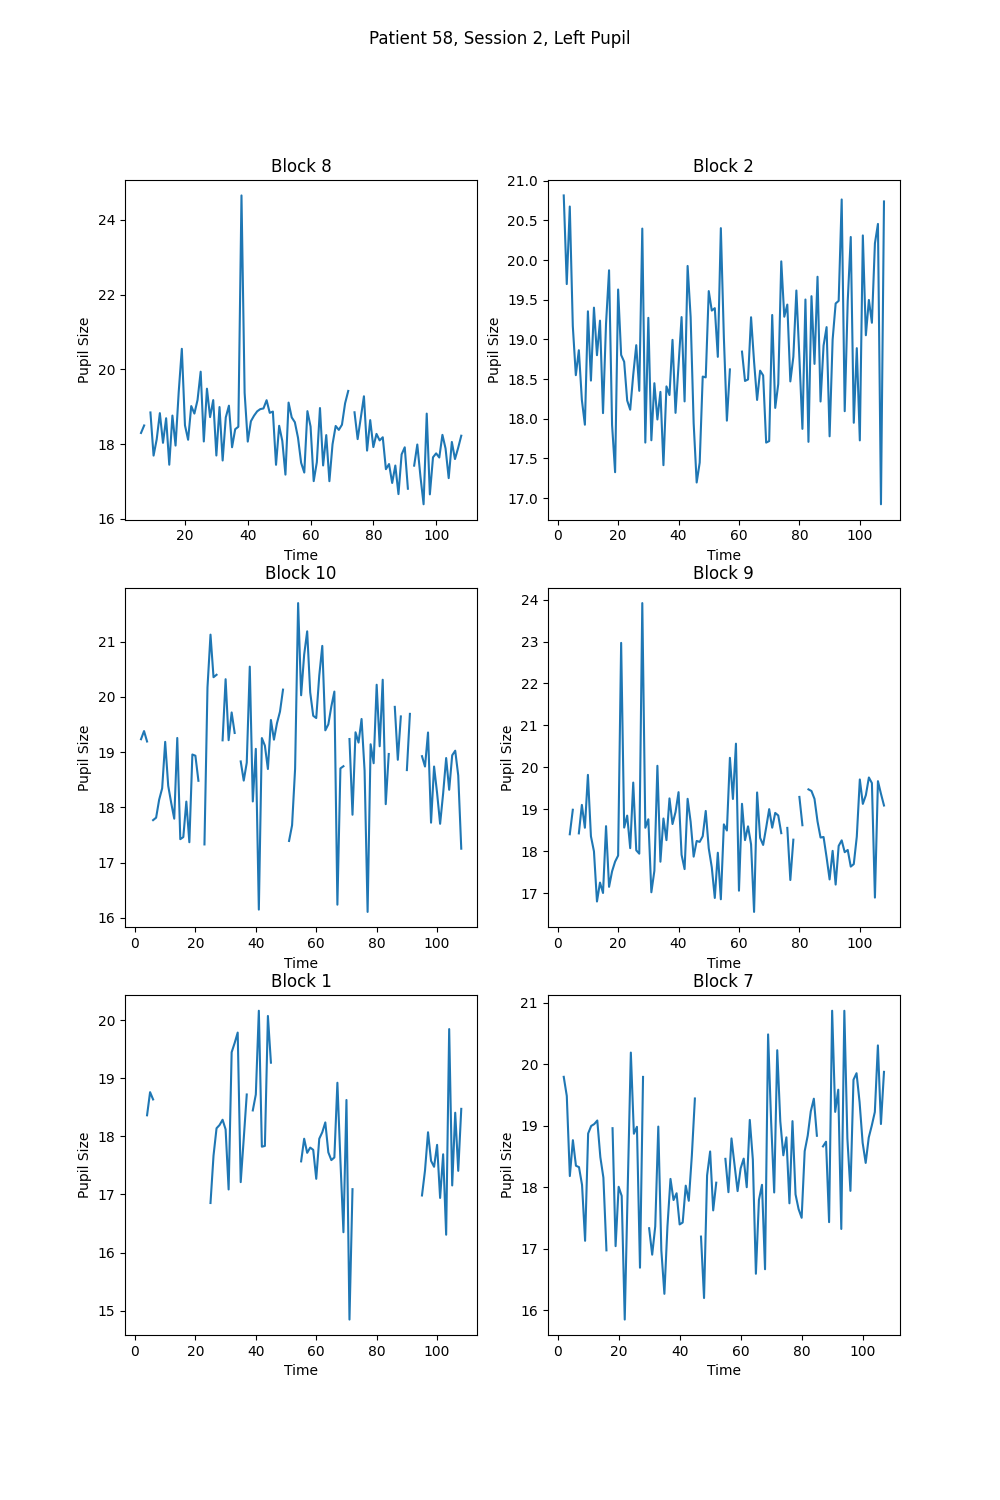 Patient 58, Session 2, Left Pupil
Block 8
Pupil Size
24
22
20
18
16
20 40 60 80 100
Time
Block 2
Pupil Size
21.0
20.5
20.0
19.5
19.0
18.5
18.0
17.5
17.0
0 20 40 60 80 100
Time
Block 10
Pupil Size
21
20
19
18
17
16
0 20 40 60 80 100
Time
Block 9
Pupil Size
24
23
22
21
20
19
18
17
0 20 40 60 80 100
Time
Block 1
Pupil Size
20
19
18
17
16
15
0 20 40 60 80 100
Time
Block 7
Pupil Size
21
20
19
18
17
16
0 20 40 60 80 100
Time